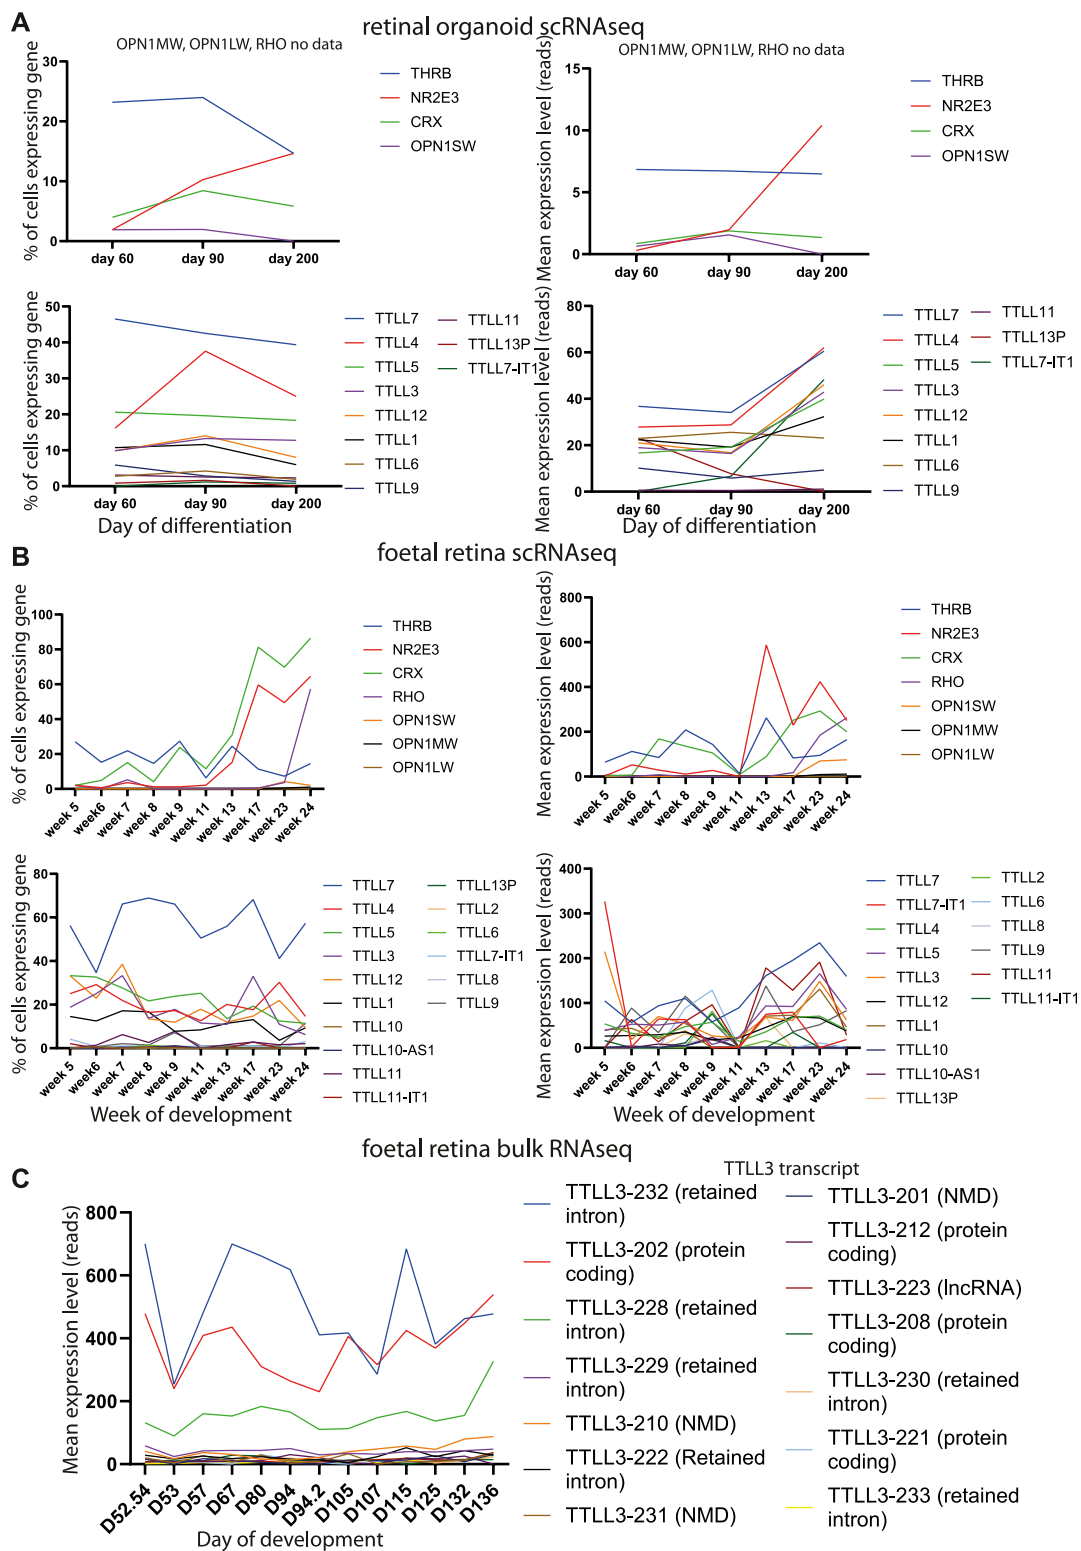 A
retinal organoid scRNAseq
OPN1MW, OPN1LW, RHO no data
% of cells expressing gene
30
20
10
0
day 60
day 90
day 200
THRB
NR2E3
CRX
OPN1SW
OPN1MW, OPN1LW, RHO no data
Mean expression level (reads)
15
10
5
0
day 60
day 90
day 200
THRB
NR2E3
CRX
OPN1SW
% of cells expressing gene
50
40
30
20
10
0
day 60
day 90
day 200
Day of differentiation
TTLL7
TTLL4
TTLL5
TTLL3
TTLL12
TTLL1
TTLL6
TTLL9
TTLL11
TTLL13P
TTLL7-IT1
Mean expression level (reads)
80
60
40
20
0
day 60
day 90
day 200
Day of differentiation
TTLL7
TTLL4
TTLL5
TTLL3
TTLL12
TTLL1
TTLL6
TTLL9
TTLL11
TTLL13P
TTLL7-IT1
B
foetal retina scRNAseq
% of cells expressing gene
100
80
60
40
20
0
week 5
week6
week 7
week 8
week 9
week 11
week 13
week 17
week 23
week 24
THRB
NR2E3
CRX
RHO
OPN1SW
OPN1MW
OPN1LW
Mean expression level (reads)
800
600
400
200
0
week 5
week6
week 7
week 8
week 9
week 11
week 13
week 17
week 23
week 24
THRB
NR2E3
CRX
RHO
OPN1SW
OPN1MW
OPN1LW
% of cells expressing gene
80
60
40
20
0
week 5
week6
week 7
week 8
week 9
week 11
week 13
week 17
week 23
week 24
Week of development
TTLL7
TTLL4
TTLL5
TTLL3
TTLL12
TTLL1
TTLL10
TTLL10-AS1
TTLL11
TTLL11-IT1
TTLL13P
TTLL2
TTLL6
TTLL7-IT1
TTLL8
TTLL9
Mean expression level (reads)
400
300
200
100
0
week 5
week6
week 7
week 8
week 9
week 11
week 13
week 17
week 23
week 24
Week of development
TTLL7
TTLL7-IT1
TTLL4
TTLL5
TTLL3
TTLL12
TTLL1
TTLL10
TTLL10-AS1
TTLL13P
TTLL2
TTLL6
TTLL8
TTLL9
TTLL11
TTLL11-IT1
foetal retina bulk RNAseq
C
Mean expression level (reads)
800
600
400
200
0
D52.54
D53
D57
D67
D80
D94
D94.2
D105
D107
D115
D125
D132
D136
Day of development
TTLL3 transcript
TTLL3-232 (retained
intron)
TTLL3-202 (protein
coding)
TTLL3-228 (retained
intron)
TTLL3-229 (retained
intron)
TTLL3-210 (NMD)
TTLL3-222 (Retained
intron)
TTLL3-231 (NMD)
TTLL3-201 (NMD)
TTLL3-212 (protein
coding)
TTLL3-223 (lncRNA)
TTLL3-208 (protein
coding)
TTLL3-230 (retained
intron)
TTLL3-221 (protein
coding)
TTLL3-233 (retained
intron)